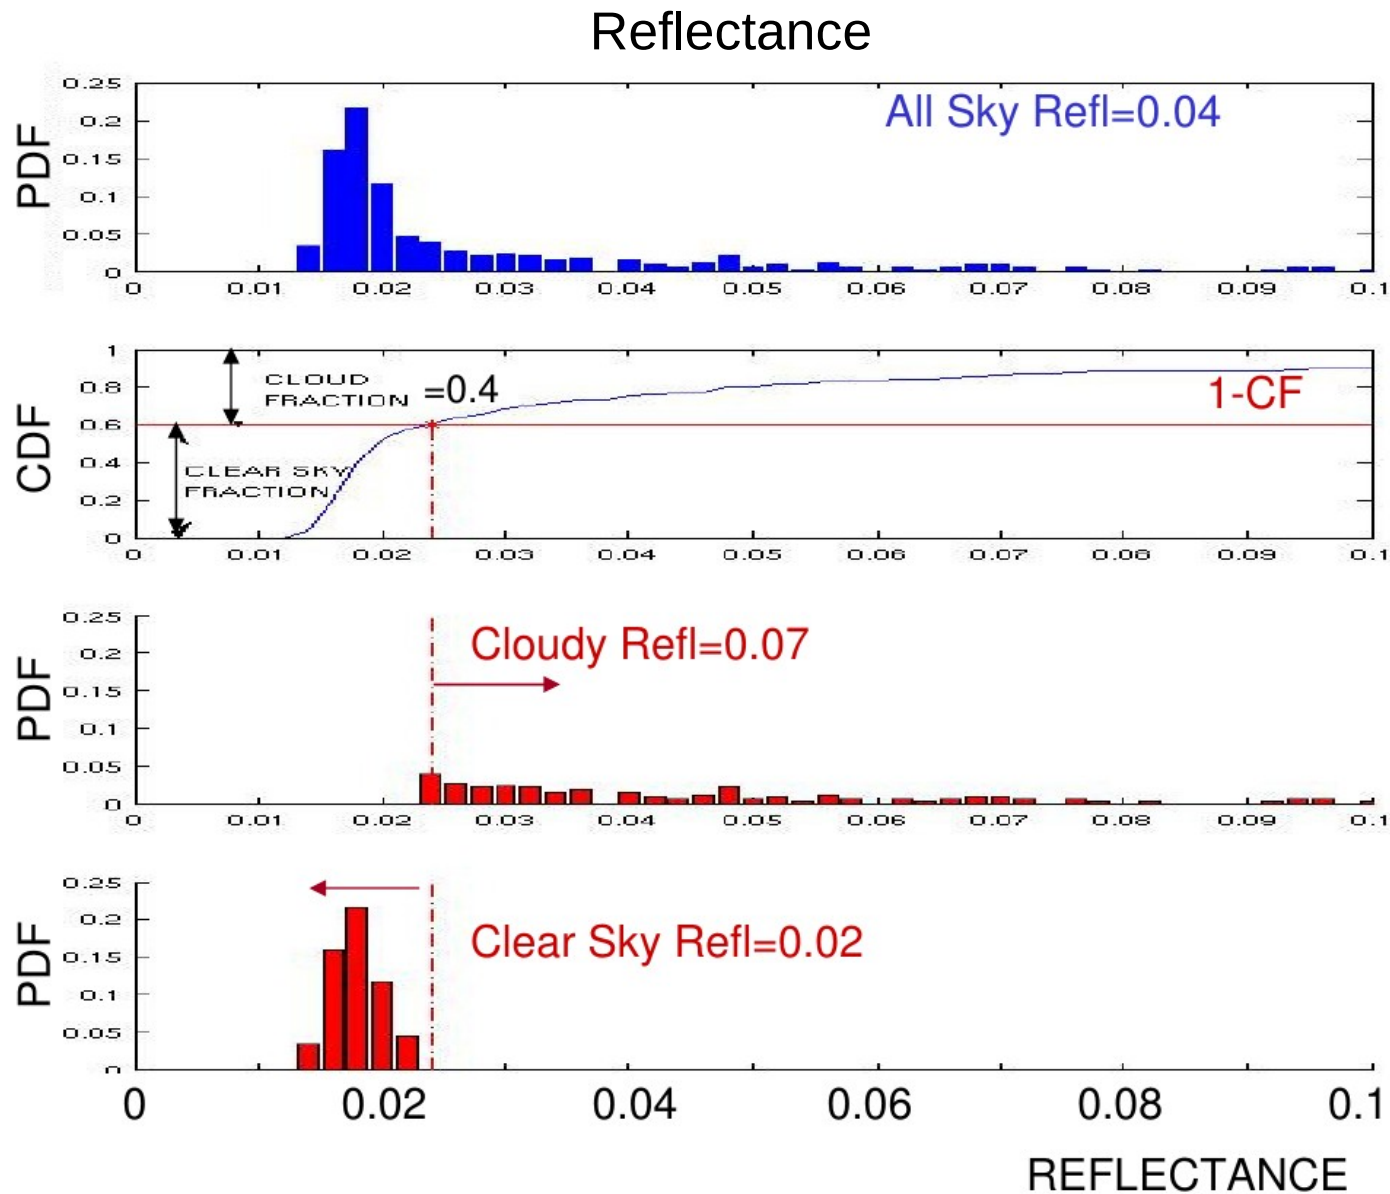 Reflectance
PDF
0.25
0.2
0.15
0.1
0.05
0
All Sky Refl=0.04
0 0.01 0.02 0.03 0.04 0.05 0.06 0.07 0.08 0.09 0.1
CDF
1
0.8
0.6
0.4
0.2
0
CLOUD
FRACTION =0.4
1-CF
CLEAR SKY
FRACTION
0 0.01 0.02 0.03 0.04 0.05 0.06 0.07 0.08 0.09 0.1
PDF
0.25
0.2
0.15
0.1
0.05
0
Cloudy Refl=0.07
0 0.01 0.02 0.03 0.04 0.05 0.06 0.07 0.08 0.09 0.1
PDF
0.25
0.2
0.15
0.1
0.05
0
Clear Sky Refl=0.02
0 0.02 0.04 0.06 0.08 0.1
REFLECTANCE